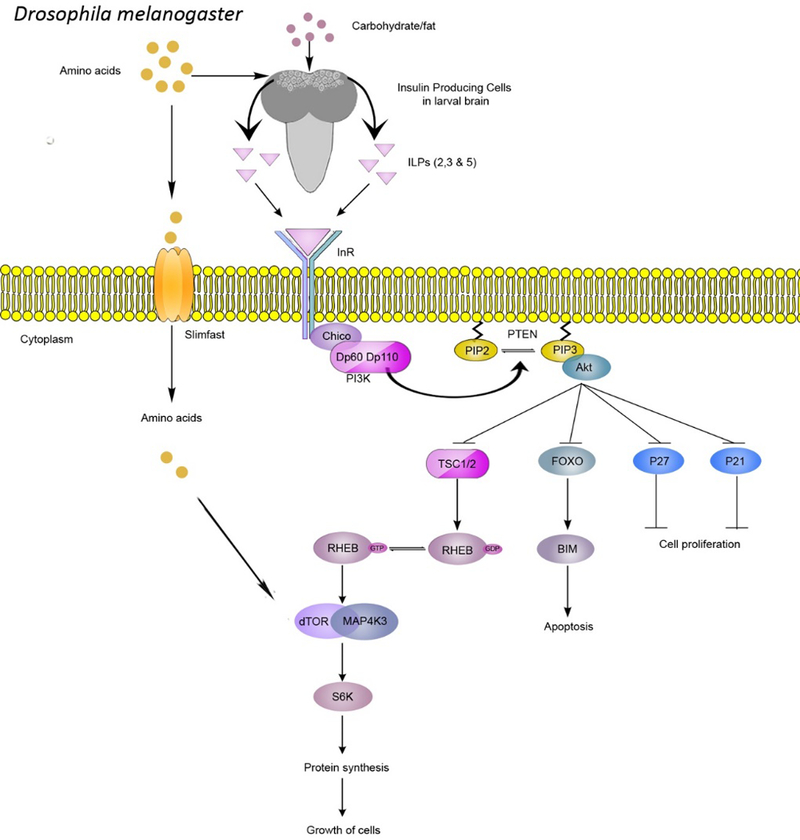 Drosophila melanogaster
Carbohydrate/fat
Amino acids
Insulin Producing Cells
in larval brain
ILPs (2,3 & 5)
InR
Cytoplasm
Slimfast
Chico
Dp60 Dp110
PI3K
PIP2
PTEN
PIP3
Akt
Amino acids
TSC1/2
FOXO
P27
P21
RHEB
GTP
RHEB
GDP
BIM
Cell proliferation
dTOR
MAP4K3
Apoptosis
S6K
Protein synthesis
Growth of cells